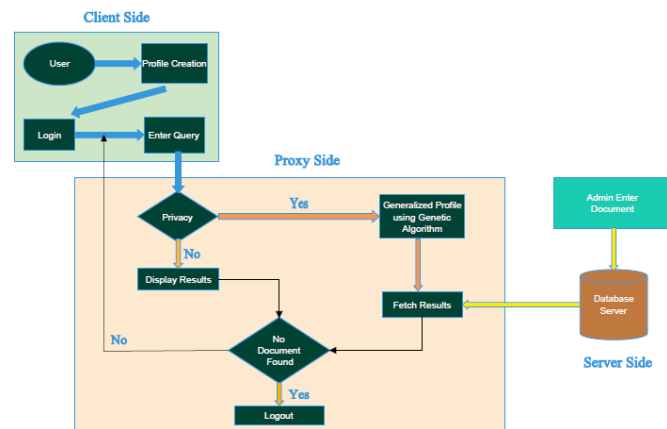 Client Side
User
Profile Creation
Login
Enter Query
Proxy Side
Privacy
Yes
Generalized Profile
using Genetic
Algorithm
Admin Enter
Document
No
Display Results
Fetch Results
Database
Server
No
No
Document
Found
Server Side
Yes
Logout